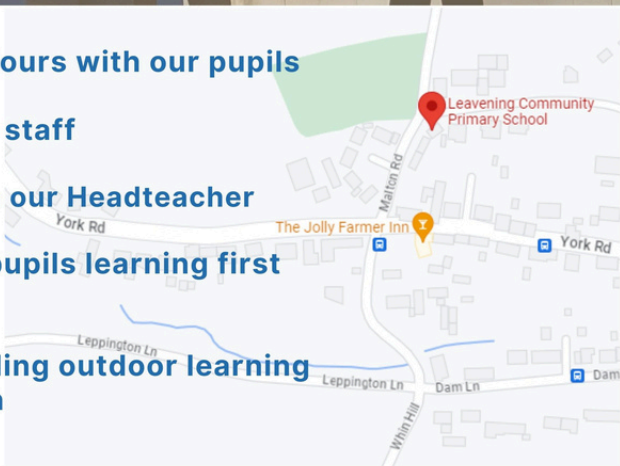 ours with our pupils
staff
our Headteacher
pupils learning first
ling outdoor learning
Leavening Community
Primary School
Malton Rd
The Jolly Farmer Inn
York Rd
York Rd
Leppington Ln
Leppington Ln
Dam Ln
Dam
Whin Hill